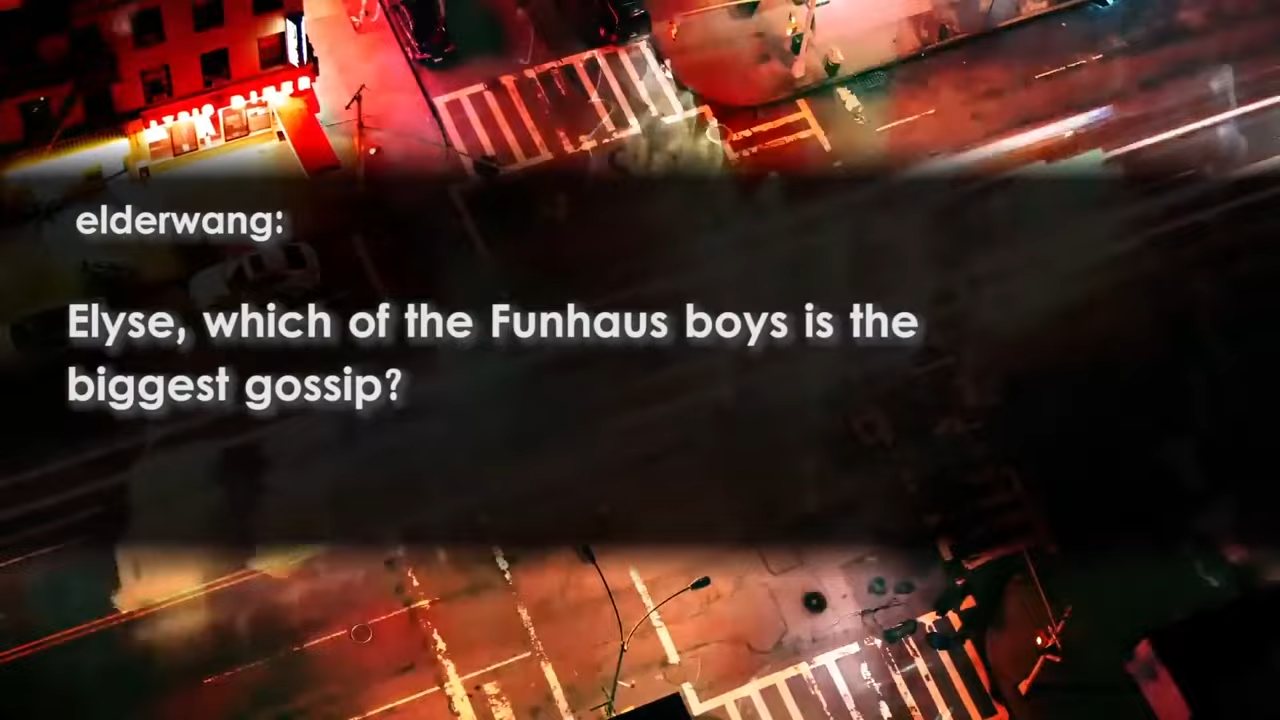 elderwang:
Elyse, which of the Funhaus boys is the
biggest gossip?